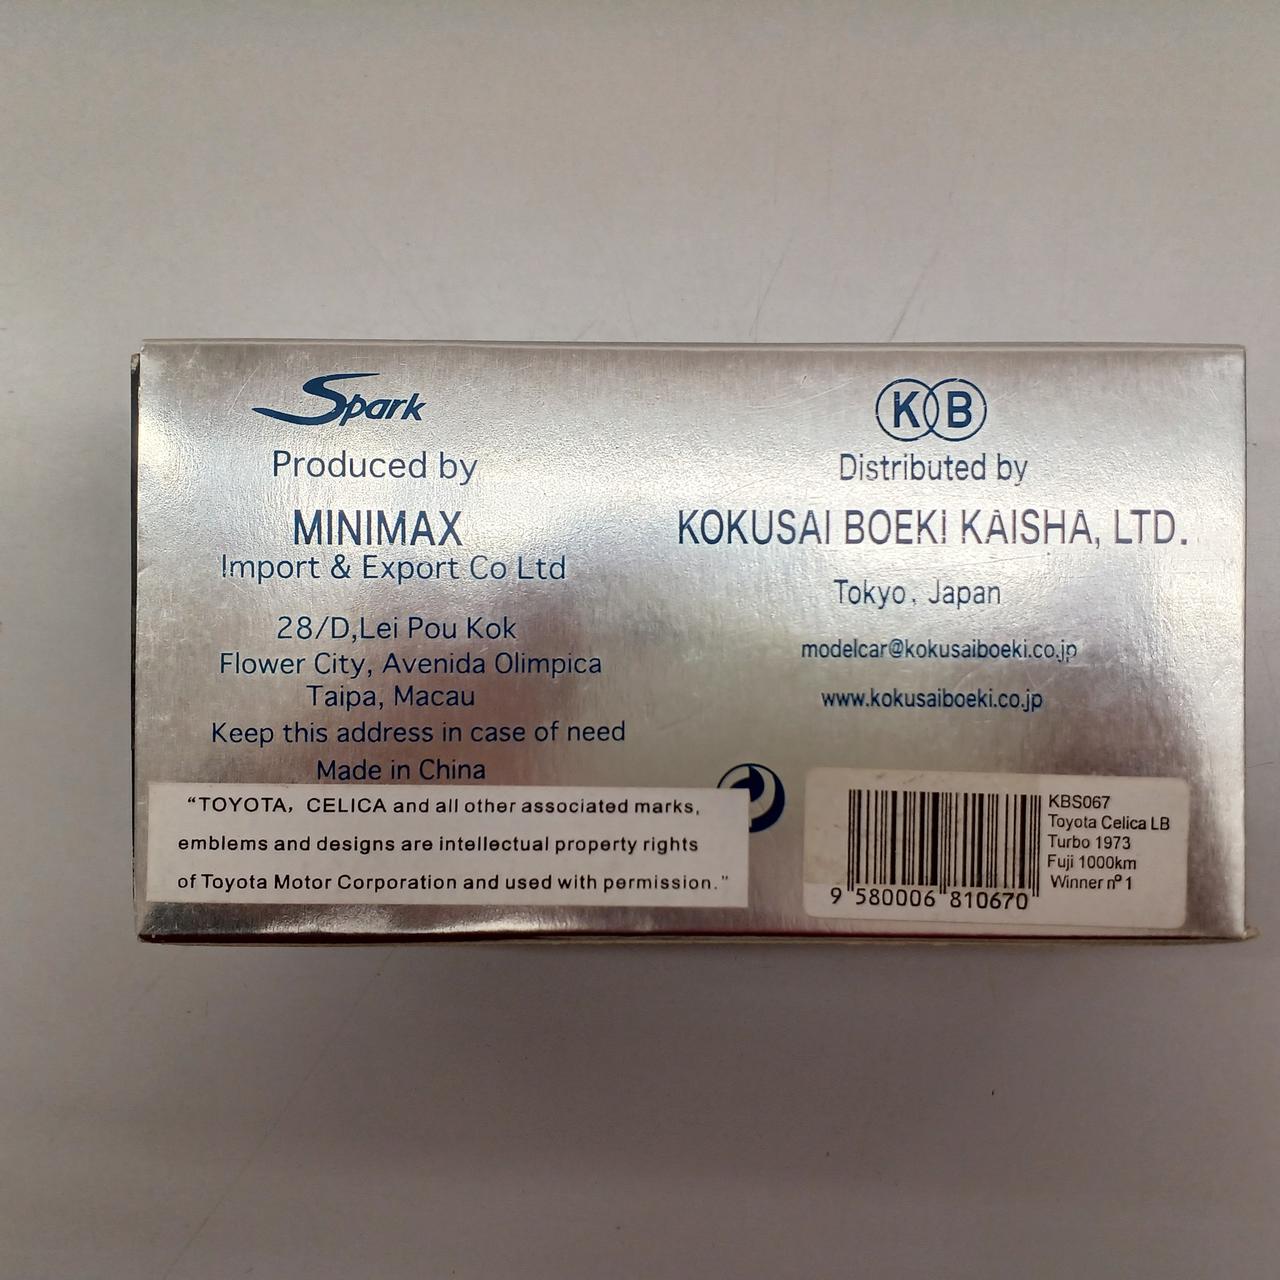 Spark
Produced by
MINIMAX
Import & Export Co Ltd
28/D,Lei Pou Kok
Flower City, Avenida Olimpica
Taipa, Macau
Keep this address in case of need
Made in China
“TOYOTA, CELICA and all other associated marks,
emblems and designs are intellectual property rights
of Toyota Motor Corporation and used with permission.”
KB
Distributed by
KOKUSAI BOEKI KAISHA, LTD.
Tokyo, Japan
modelcar@kokusaiboeki.co.jp
www.kokusaiboeki.co.jp
KBS067
Toyota Celica LB
Turbo 1973
Fuji 1000km
Winner nº 1
9 580006 810670